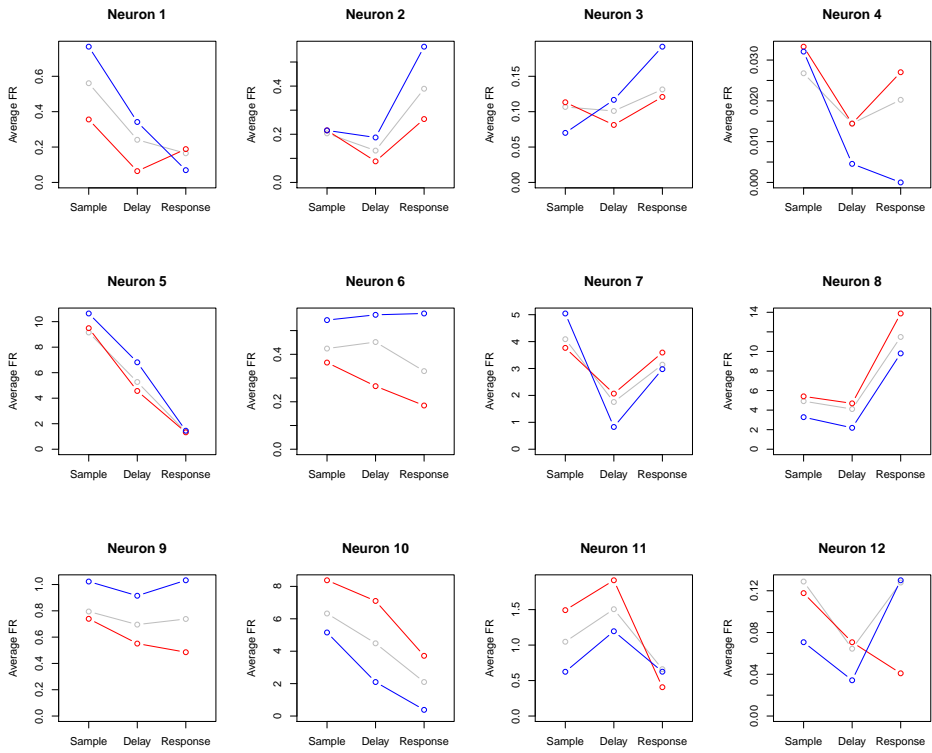 Neuron 1
Average FR
0.0
0.2
0.4
0.6
Sample Delay Response
Neuron 2
Average FR
0.0
0.2
0.4
Sample Delay Response
Neuron 3
Average FR
0.00
0.05
0.10
0.15
Sample Delay Response
Neuron 4
Average FR
0.000
0.010
0.020
0.030
Sample Delay Response
Neuron 5
Average FR
0
2
4
6
8
10
Sample Delay Response
Neuron 6
Average FR
0.0
0.2
0.4
Sample Delay Response
Neuron 7
Average FR
0
1
2
3
4
5
Sample Delay Response
Neuron 8
Average FR
0
2
4
6
8
10
14
Sample Delay Response
Neuron 9
Average FR
0.0
0.2
0.4
0.6
0.8
1.0
Sample Delay Response
Neuron 10
Average FR
0
2
4
6
8
Sample Delay Response
Neuron 11
Average FR
0.0
0.5
1.0
1.5
Sample Delay Response
Neuron 12
Average FR
0.00
0.04
0.08
0.12
Sample Delay Response